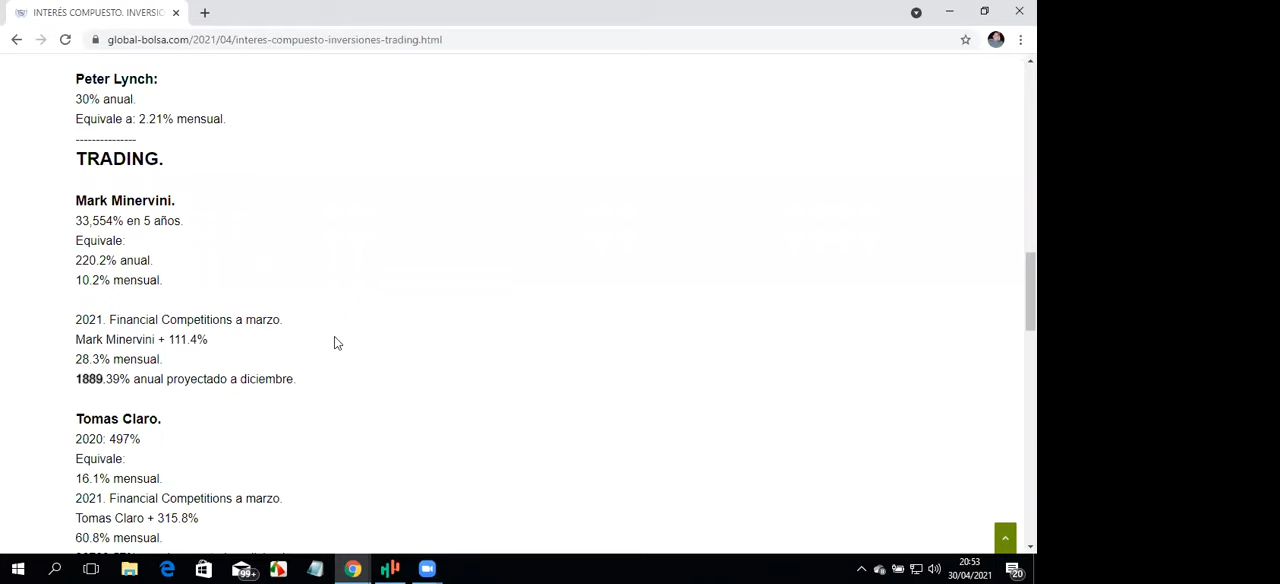 INTERÉS COMPUESTO. INVERSIO
global-bolsa.com/2021/04/interes-compuesto-inversiones-trading.html
Peter Lynch:
30% anual.
Equivale a: 2.21% mensual.
---------------
TRADING.
Mark Minervini.
33,554% en 5 años.
Equivale:
220.2% anual.
10.2% mensual.
2021. Financial Competitions a marzo.
Mark Minervini + 111.4%
28.3% mensual.
1889.39% anual proyectado a diciembre.
Tomas Claro.
2020: 497%
Equivale:
16.1% mensual.
2021. Financial Competitions a marzo.
Tomas Claro + 315.8%
60.8% mensual.
99+
20:53
30/04/2021
20